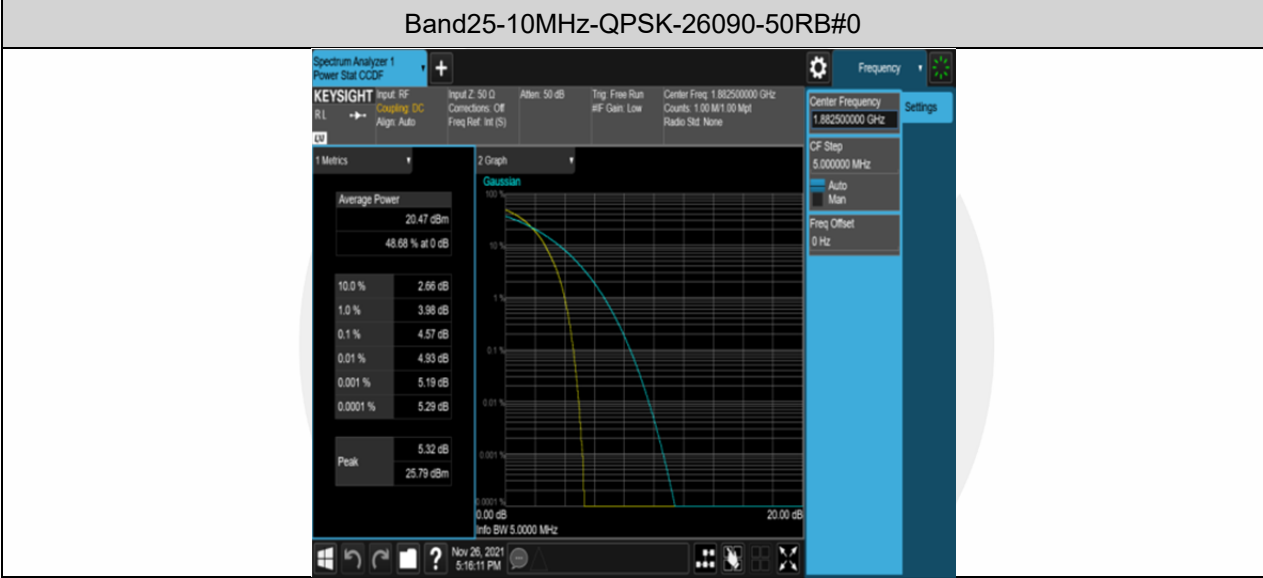 Band25-10MHz-QPSK-26090-50RB#0
Spectrum Analyzer 1
Power Stat CCDF
+
Frequency
KEYSIGHT
RL
LV
Input: RF
Coupling: DC
Align: Auto
Input Z: 50 Ω
Corrections: Off
Freq Ref: Int (S)
Atten: 50 dB
Trig: Free Run
#IF Gain: Low
Center Freq: 1.882500000 GHz
Counts: 1.00 M/1.00 Mpt
Radio Std: None
Center Frequency
1.882500000 GHz
Settings
CF Step
5.000000 MHz
Auto
Man
Freq Offset
0 Hz
1 Metrics
Average Power
20.47 dBm
48.68 % at 0 dB
10.0 % 2.66 dB
1.0 % 3.98 dB
0.1 % 4.57 dB
0.01 % 4.93 dB
0.001 % 5.19 dB
0.0001 % 5.29 dB
Peak
5.32 dB
25.79 dBm
2 Graph
Gaussian
100 %
10 %
1 %
0.1 %
0.01 %
0.001 %
0.0001 %
0.00 dB
20.00 dB
Info BW 5.0000 MHz
?
Nov 26, 2021
5:16:11 PM